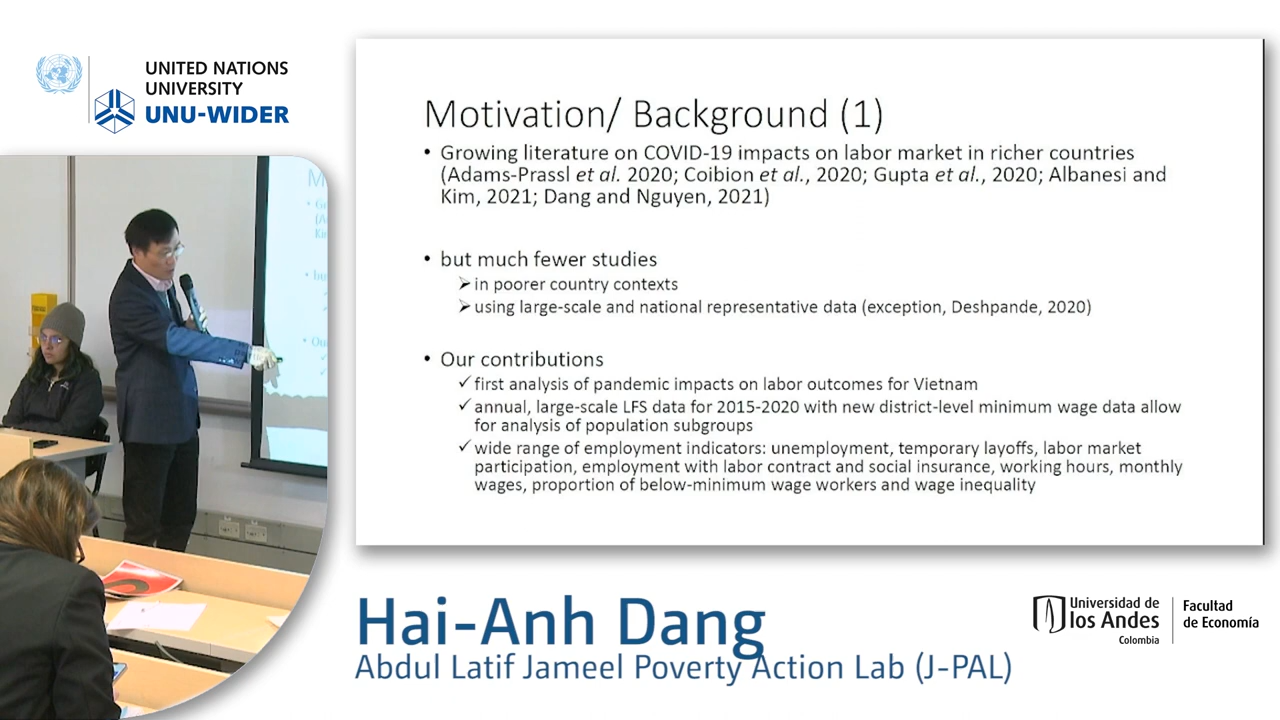 UNITED NATIONS
UNIVERSITY
UNU-WIDER
Motivation/ Background (1)
• Growing literature on COVID-19 impacts on labor market in richer countries
(Adams-Prassl et al. 2020; Coibion et al., 2020; Gupta et al., 2020; Albanesi and
Kim, 2021; Dang and Nguyen, 2021)
• but much fewer studies
➢ in poorer country contexts
➢ using large-scale and national representative data (exception, Deshpande, 2020)
• Our contributions
✓ first analysis of pandemic impacts on labor outcomes for Vietnam
✓ annual, large-scale LFS data for 2015-2020 with new district-level minimum wage data allow
for analysis of population subgroups
✓ wide range of employment indicators: unemployment, temporary layoffs, labor market
participation, employment with labor contract and social insurance, working hours, monthly
wages, proportion of below-minimum wage workers and wage inequality
Hai-Anh Dang
Abdul Latif Jameel Poverty Action Lab (J-PAL)
Universidad de
los Andes
Colombia
Facultad
de Economía